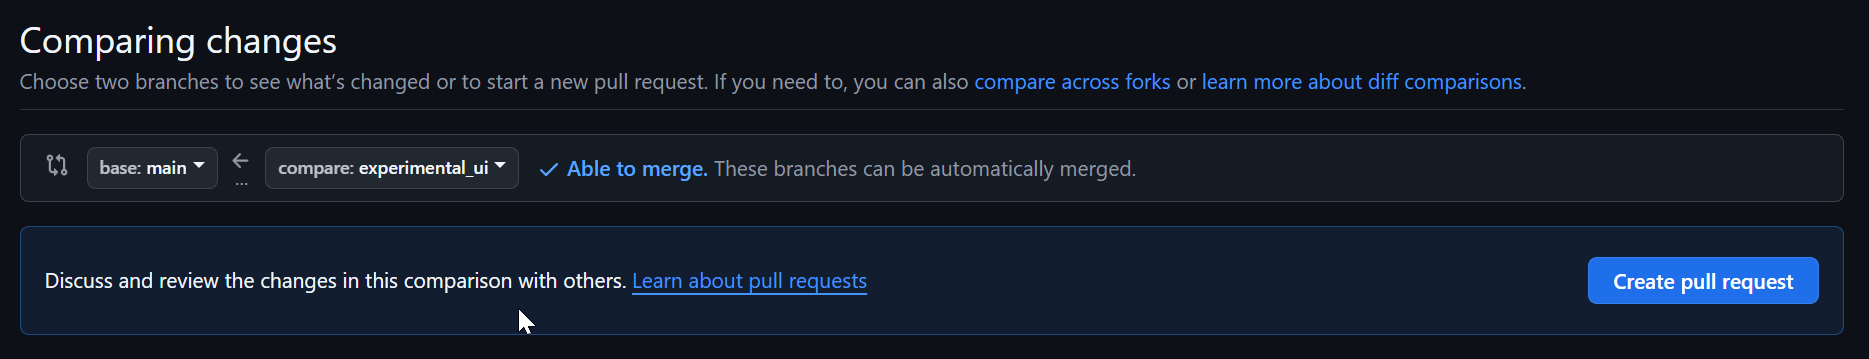 Comparing changes
Choose two branches to see what’s changed or to start a new pull request. If you need to, you can also compare across forks or learn more about diff comparisons.
base: main ... compare: experimental_ui Able to merge. These branches can be automatically merged.
Discuss and review the changes in this comparison with others. Learn about pull requests Create pull request